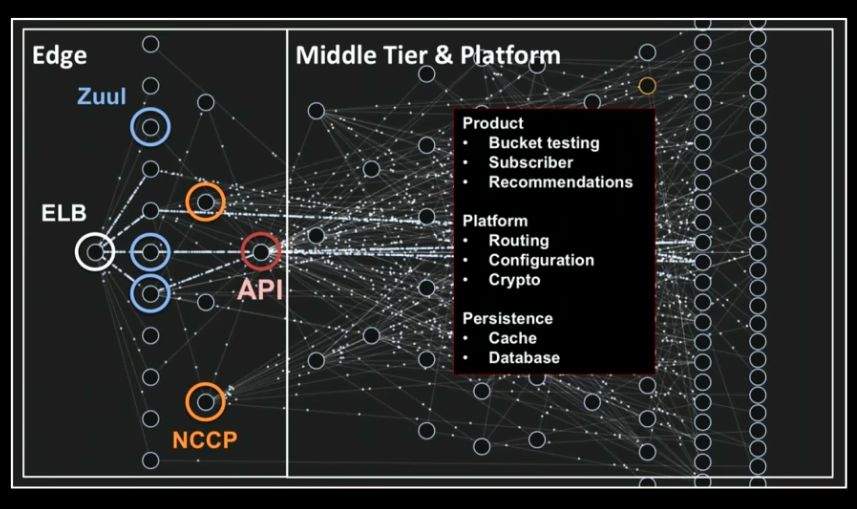 Edge
Middle Tier & Platform
Zuul
ELB
API
NCCP
Product
• Bucket testing
• Subscriber
• Recommendations
Platform
• Routing
• Configuration
• Crypto
Persistence
• Cache
• Database